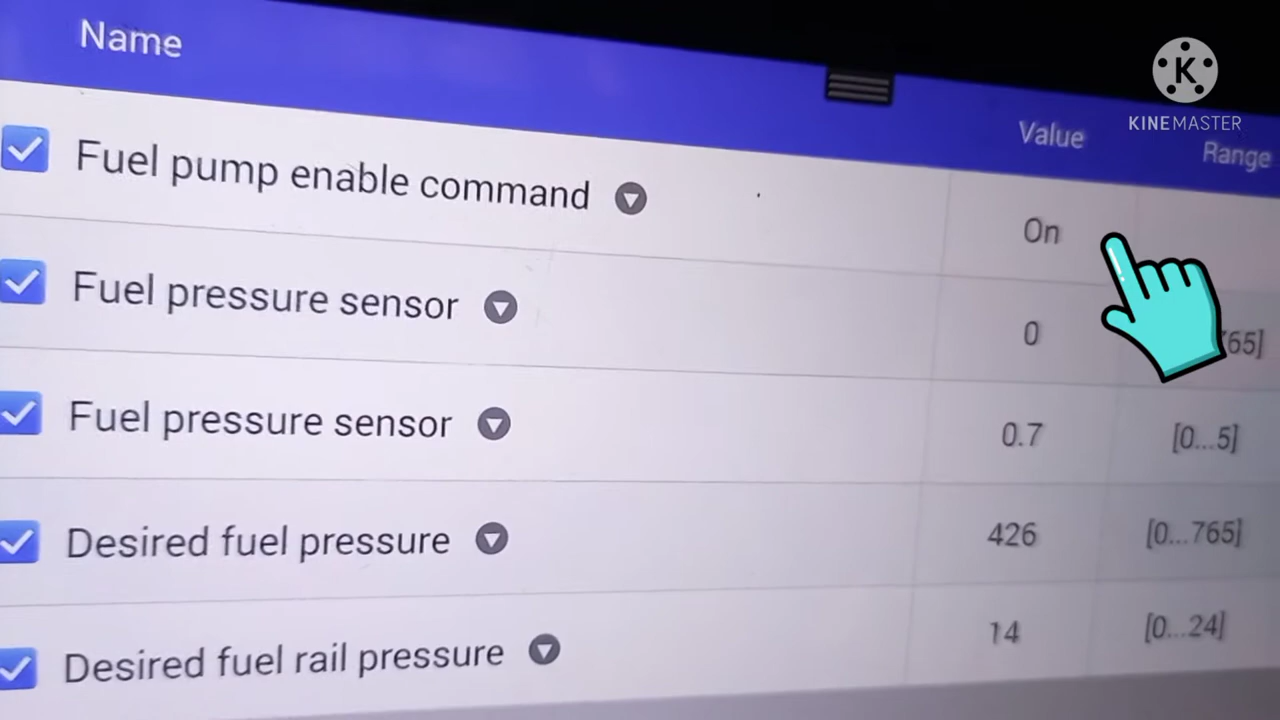 Name Value Range
Fuel pump enable command On
Fuel pressure sensor 0 765]
Fuel pressure sensor 0.7 [0...5]
Desired fuel pressure 426 [0...765]
Desired fuel rail pressure 14 [0...24]
K
KINEMASTER